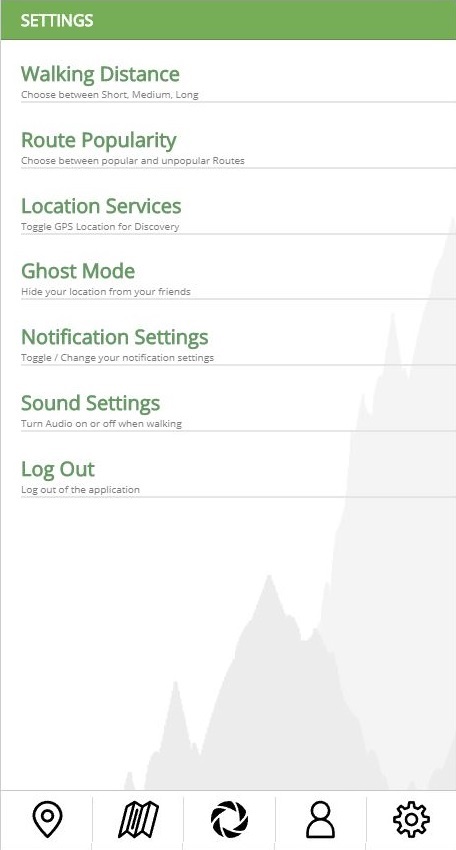 SETTINGS
Walking Distance
Choose between Short, Medium, Long
Route Popularity
Choose between popular and unpopular Routes
Location Services
Toggle GPS Location for Discovery
Ghost Mode
Hide your location from your friends
Notification Settings
Toggle / Change your notification settings
Sound Settings
Turn Audio on or off when walking
Log Out
Log out of the application